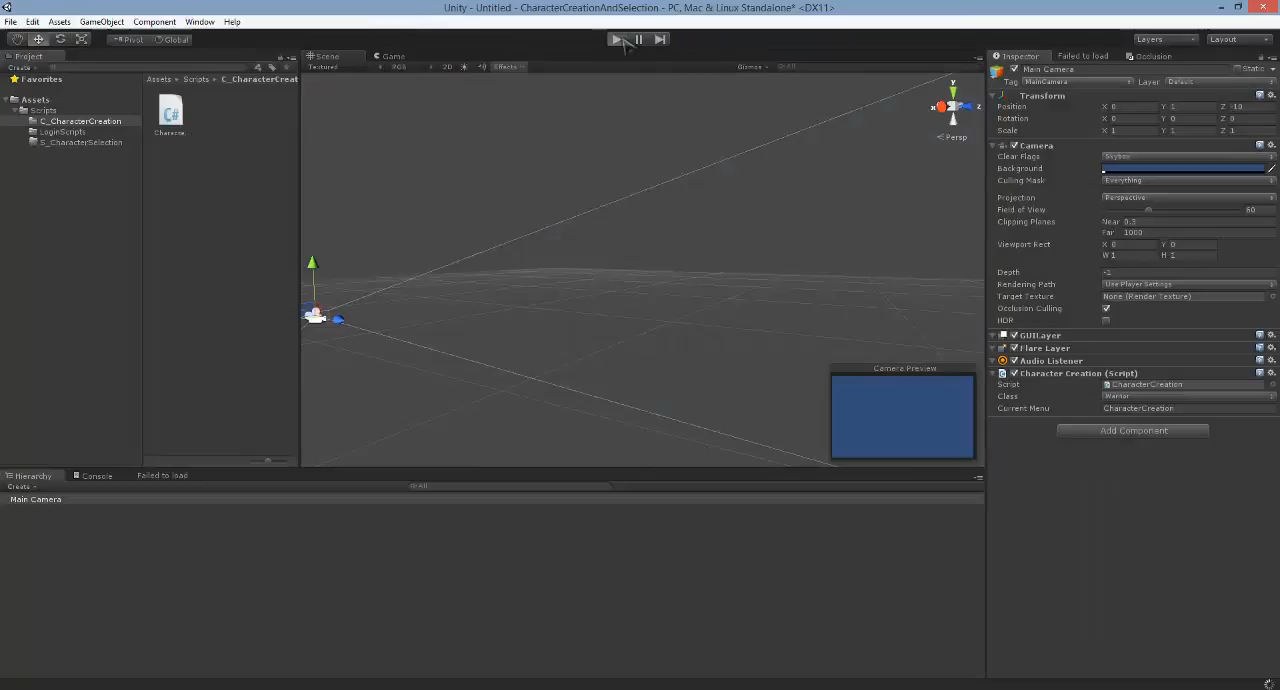 Unity - Untitled - CharacterCreationAndSelection - PC, Mac & Linux Standalone* <DX11>
File Edit Assets GameObject Component Window Help
Pivot Global Layers Layout
Project Scene Game Inspector Failed to load Occlusion
Create Textured RGB 2D Effects Gizmos All
Main Camera Static
Favorites Assets Scripts C_CharacterCreat
Tag MainCamera Layer Default
Transform
Assets
Scripts
C_CharacterCreation
LoginScripts
S_CharacterSelection
C#
Characte.
y
x
z
Persp
Position X 0 Y 1 Z -10
Rotation X 0 Y 0 Z 0
Scale X 1 Y 1 Z 1
Camera
Clear Flags Skybox
Background
Culling Mask Everything
Projection Perspective
Field of View 60
Clipping Planes Near 0.3
Far 1000
Viewport Rect X 0 Y 0
W 1 H 1
Depth -1
Rendering Path Use Player Settings
Target Texture None (Render Texture)
Occlusion Culling
HDR
GUILayer
Flare Layer
Audio Listener
Character Creation (Script)
Script CharacterCreation
Class Warrior
Current Menu CharacterCreation
Add Component
Camera Preview
Hierarchy Console Failed to load
Create All
Main Camera